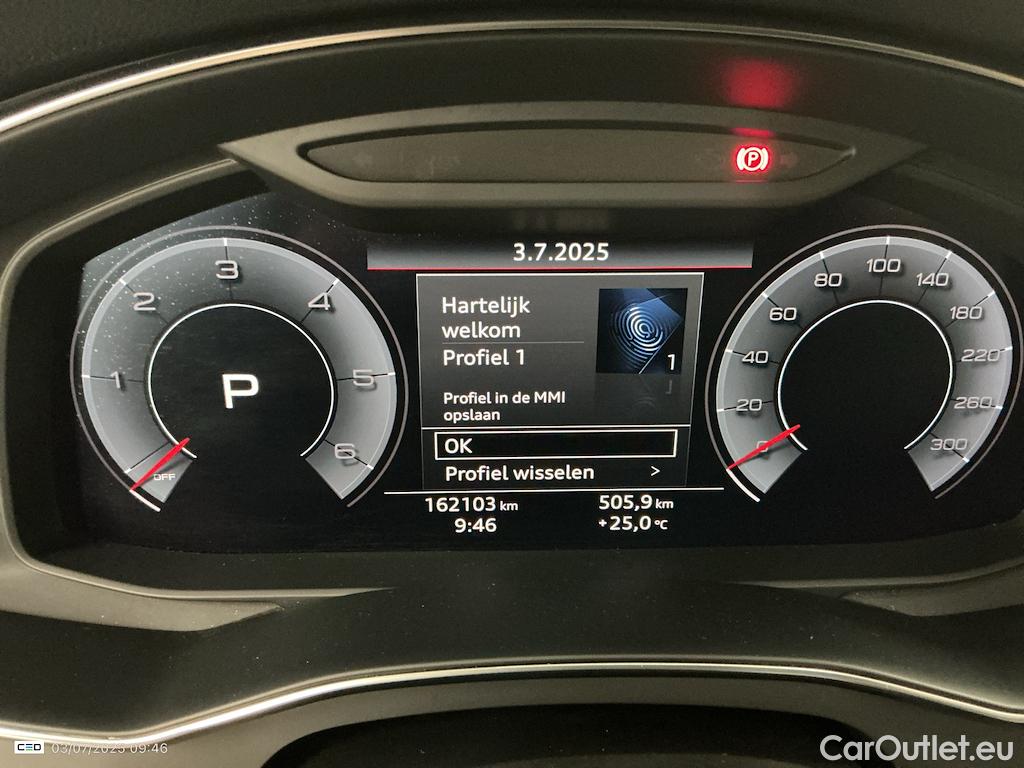 P
3.7.2025
1
2
3
4
5
6
OFF
P
Hartelijk
welkom
Profiel 1
1
Profiel in de MMI
opslaan
OK
Profiel wisselen >
162103 km 505,9 km
9:46 +25,0 °C
0
20
40
60
80
100
140
180
220
260
300
CEO 03/07/2025 09:46
CarOutlet.eu